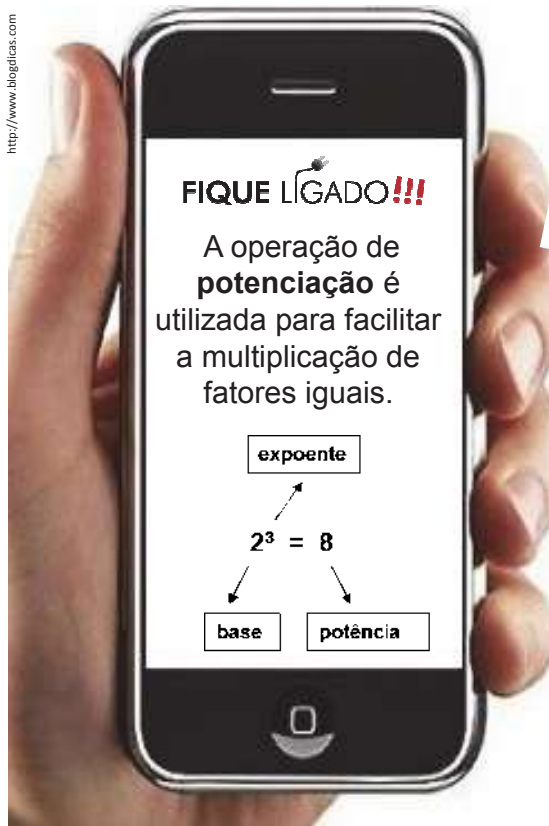 http://www.blogdicas.com
FIQUE LIGADO!!!
A operação de
potenciação é
utilizada para facilitar
a multiplicação de
fatores iguais.
expoente
2³ = 8
base potência